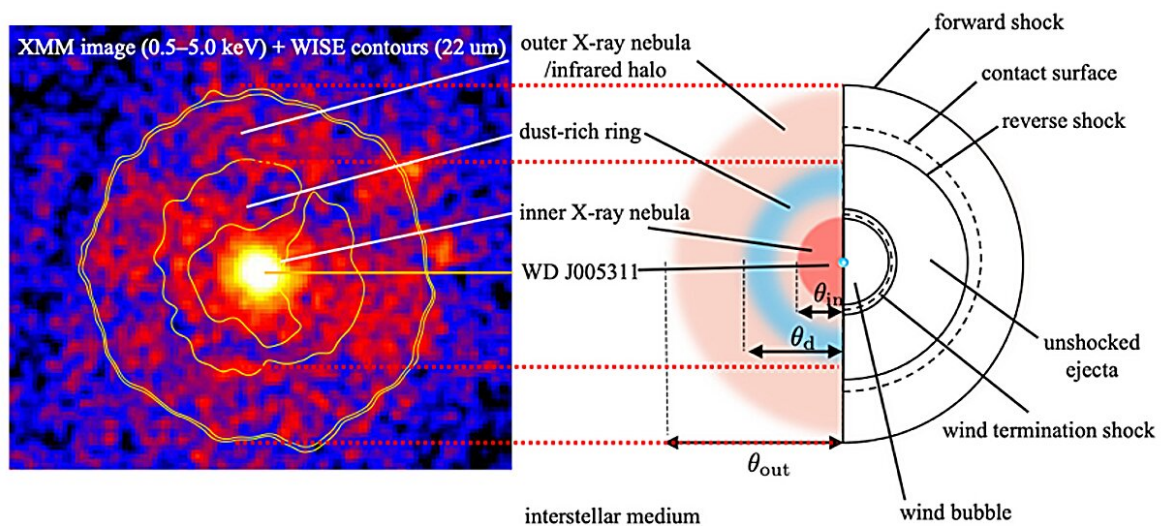 XMM image (0.5–5.0 keV) + WISE contours (22 um)
outer X-ray nebula
/infrared halo
dust-rich ring
inner X-ray nebula
WD J005311
θin
θd
θout
interstellar medium
forward shock
contact surface
reverse shock
unshocked
ejecta
wind termination shock
wind bubble